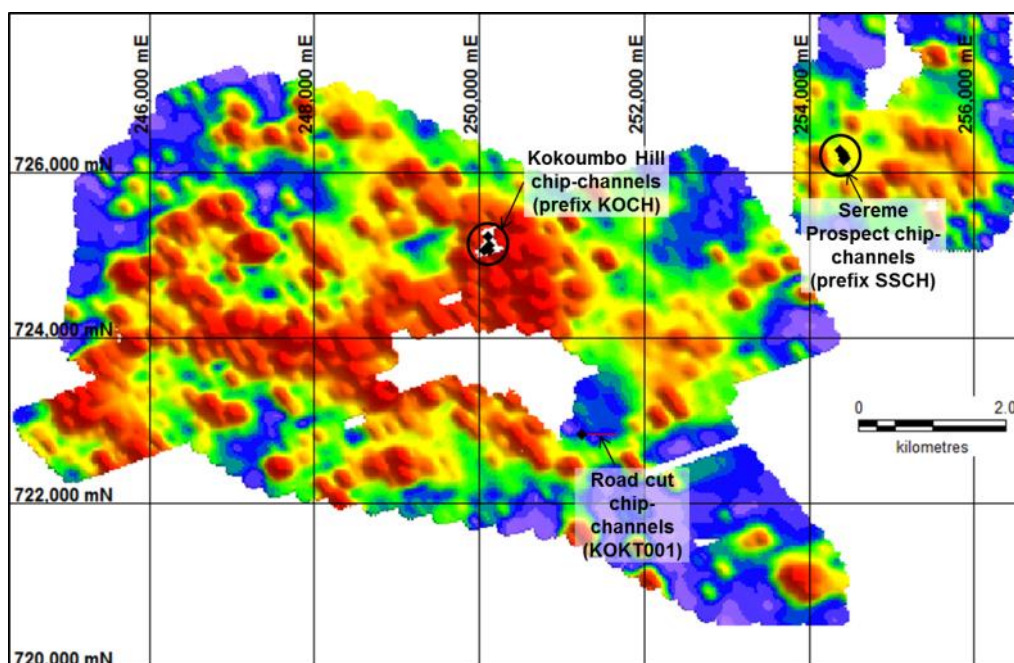 246,000 mE
248,000 mE
250,000 mE
252,000 mE
254,000 mE
256,000 mE
726,000 mN
Kokoumbo Hill
chip-channels
(prefix KOCH)
Sereme
Prospect chip-
channels
(prefix SSCH)
724,000 mN
0 2.0
kilometres
Road cut
chip-
channels
(KOKT001)
722,000 mN
720,000 mN